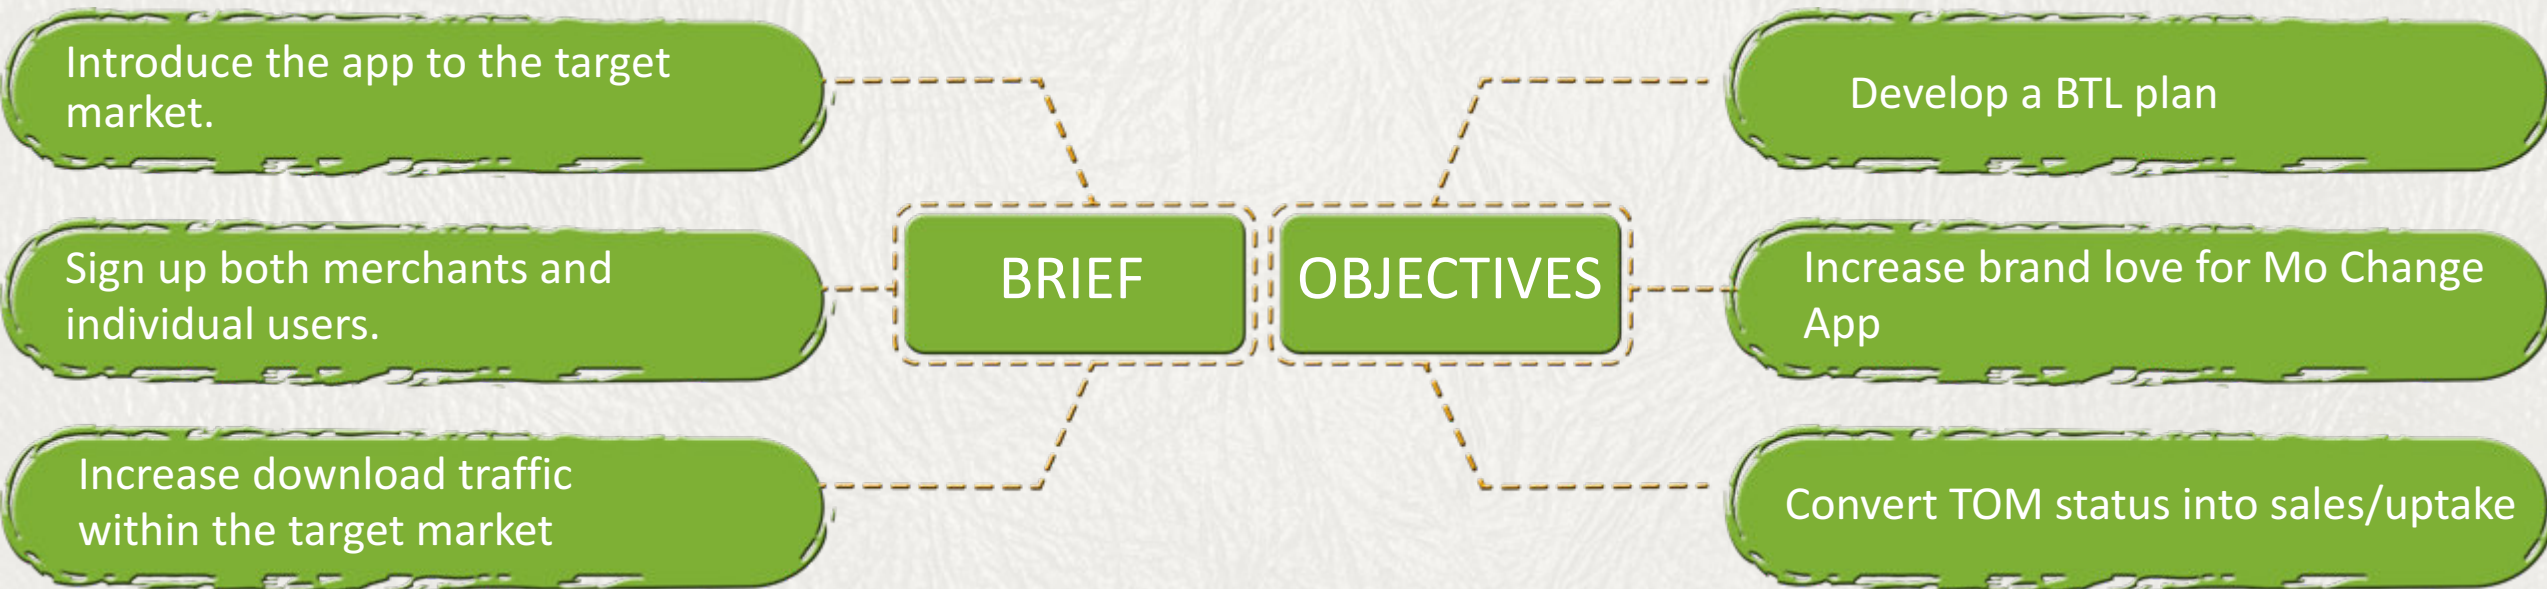 Introduce the app to the target
market.
Sign up both merchants and
individual users.
Increase download traffic
within the target market
BRIEF
OBJECTIVES
Develop a BTL plan
Increase brand love for Mo Change
App
Convert TOM status into sales/uptake